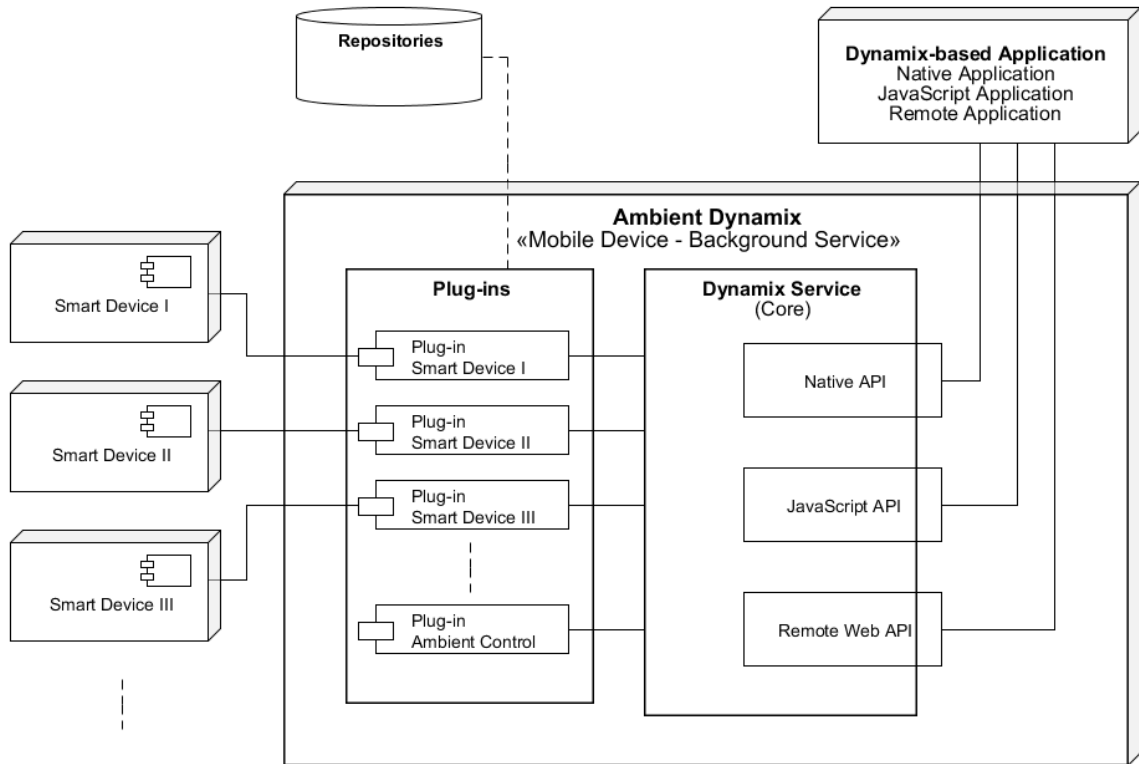 Repositories
Dynamix-based Application
Native Application
JavaScript Application
Remote Application
Ambient Dynamix
«Mobile Device - Background Service»
Smart Device I
Smart Device II
Smart Device III
Plug-ins
Plug-in
Smart Device I
Plug-in
Smart Device II
Plug-in
Smart Device III
Plug-in
Ambient Control
Dynamix Service
(Core)
Native API
JavaScript API
Remote Web API